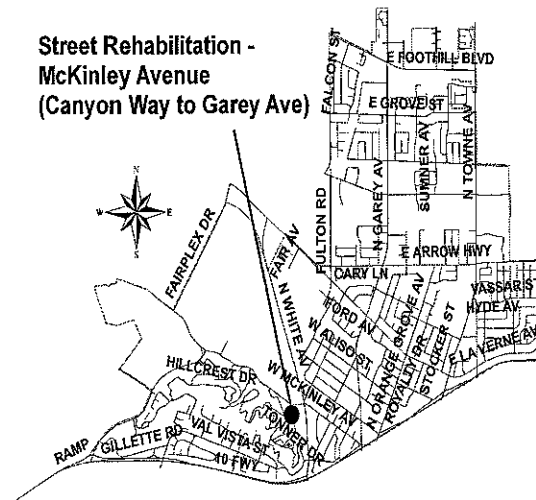 Street Rehabilitation -
McKinley Avenue
(Canyon Way to Garey Ave)
FALCON ST
E FOOTHILL BLVD
E GROVE ST
SUMNER AV
N TOWNE AV
N
W
E
S
FULTON RD
N GAREY AV
FAIRPLEX DR
FAIR AV
E ARROW HWY
CARY LN
VASSAR S
HYDE AV
N WHITE AV
FORD AV
W ALISO ST
N ORANGE GROVE AV
ROYALTY DR
STOCKER ST
E LA VERNE AV
HILLCREST DR
W MCKINLEY AV
TONNER DR
VAL VISTA ST
GILLETTE RD
RAMP
10 FWY